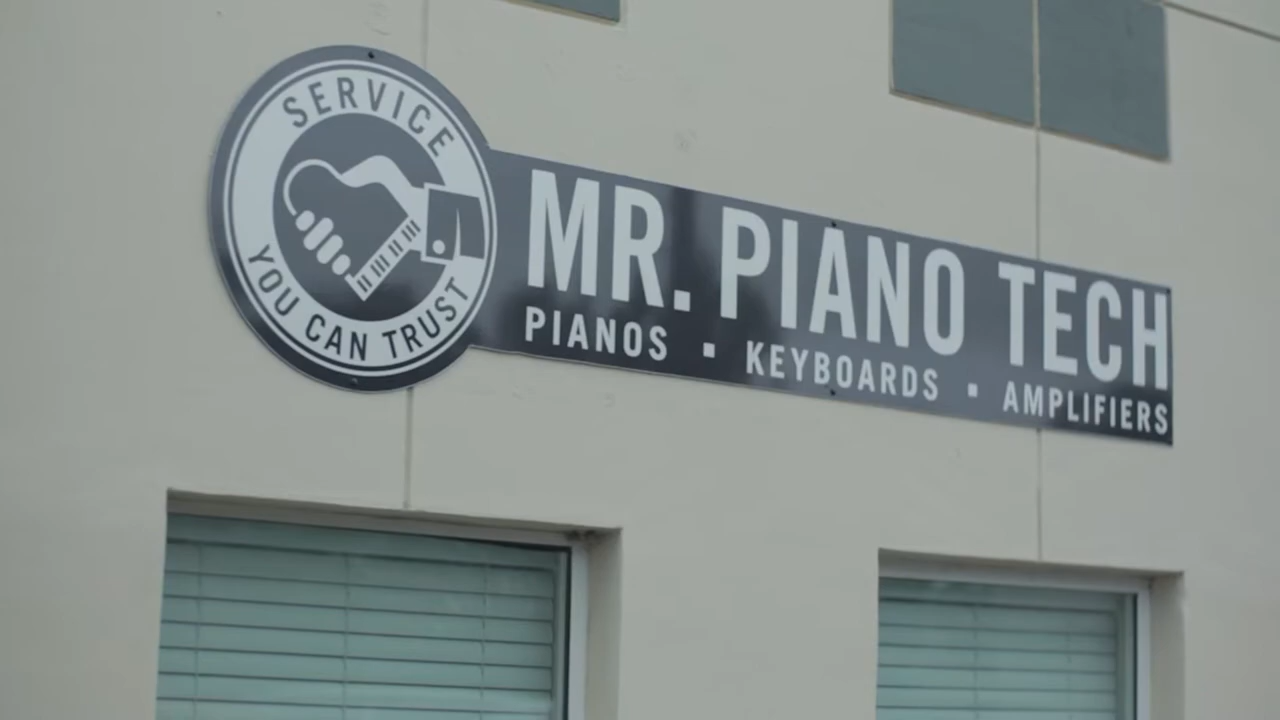 SERVICE
YOU CAN TRUST
MR. PIANO TECH
PIANOS ▪ KEYBOARDS ▪ AMPLIFIERS